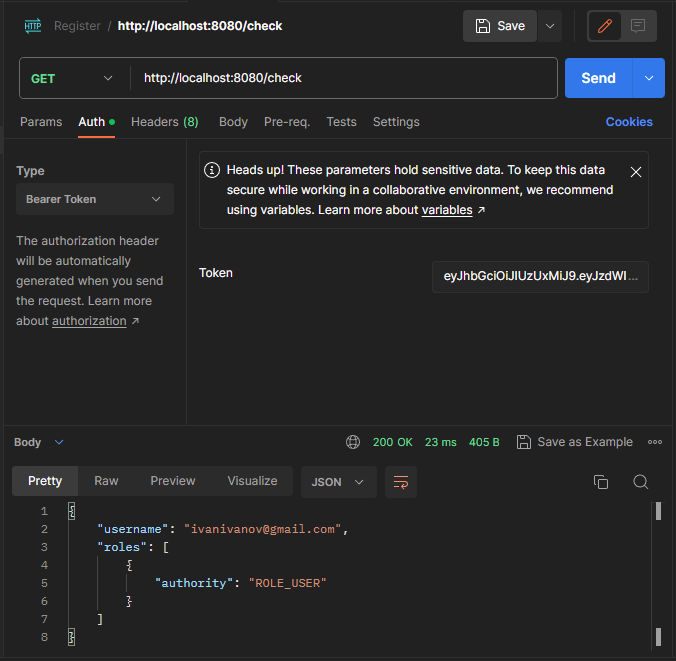 HTTP Register / http://localhost:8080/check Save
GET http://localhost:8080/check Send
Params Auth Headers (8) Body Pre-req. Tests Settings Cookies
Type
Bearer Token
The authorization header
will be automatically
generated when you send
the request. Learn more
about authorization ↗
Heads up! These parameters hold sensitive data. To keep this data
secure while working in a collaborative environment, we recommend
using variables. Learn more about variables ↗
Token eyJhbGciOiJIUzUxMiJ9.eyJzdWI...
Body 200 OK 23 ms 405 B Save as Example
Pretty Raw Preview Visualize JSON
1 {
2 "username": "ivanivanov@gmail.com",
3 "roles": [
4 {
5 "authority": "ROLE_USER"
6 }
7 ]
8 }